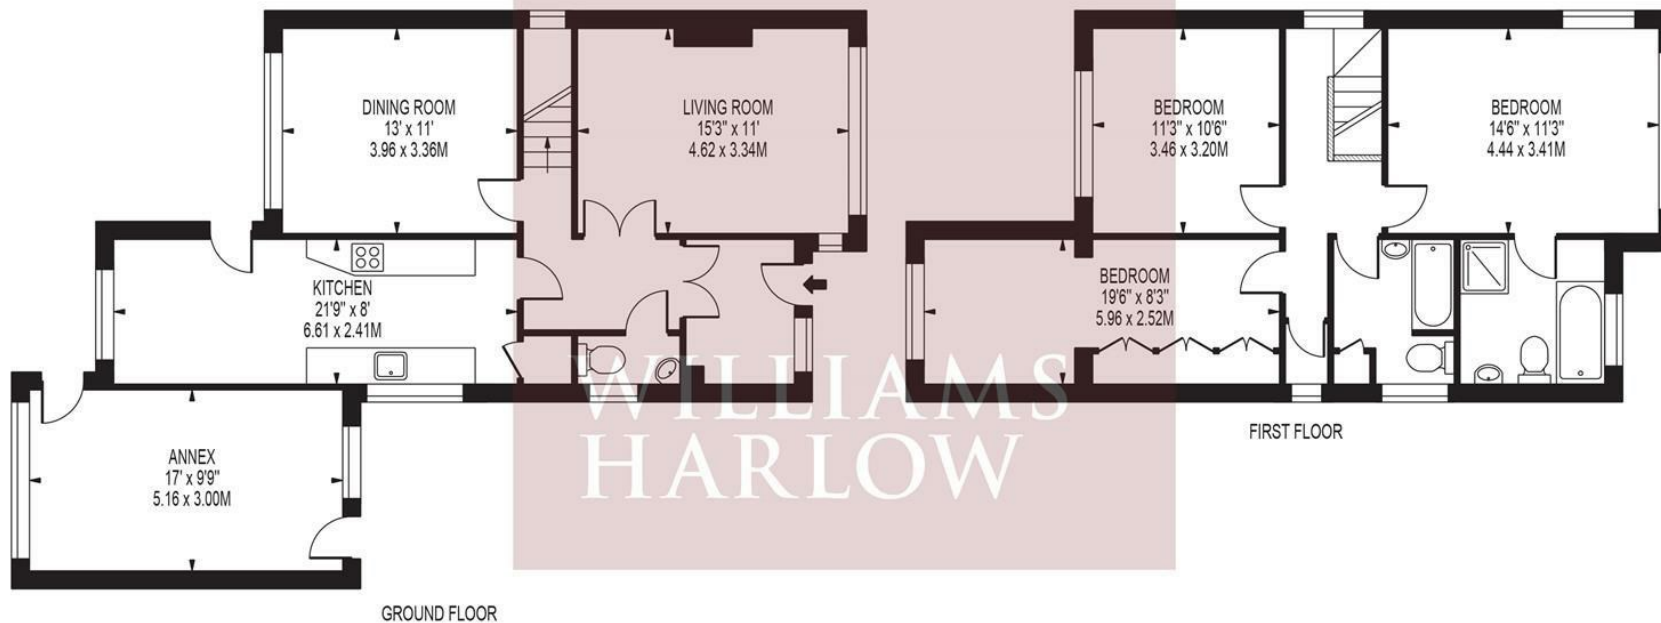 DINING ROOM
13' x 11'
3.96 x 3.36M
LIVING ROOM
15'3" x 11'
4.62 x 3.34M
KITCHEN
21'9" x 8'
6.61 x 2.41M
ANNEX
17' x 9'9"
5.16 x 3.00M
GROUND FLOOR
BEDROOM
11'3" x 10'6"
3.46 x 3.20M
BEDROOM
14'6" x 11'3"
4.44 x 3.41M
BEDROOM
19'6" x 8'3"
5.96 x 2.52M
FIRST FLOOR
WILLIAMS
HARLOW